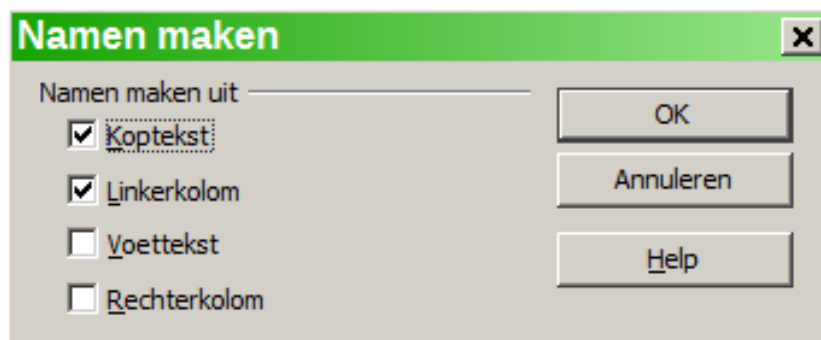 Namen maken
Namen maken uit
Koptekst
Linkerkolom
Voettekst
Rechterkolom
OK
Annuleren
Help